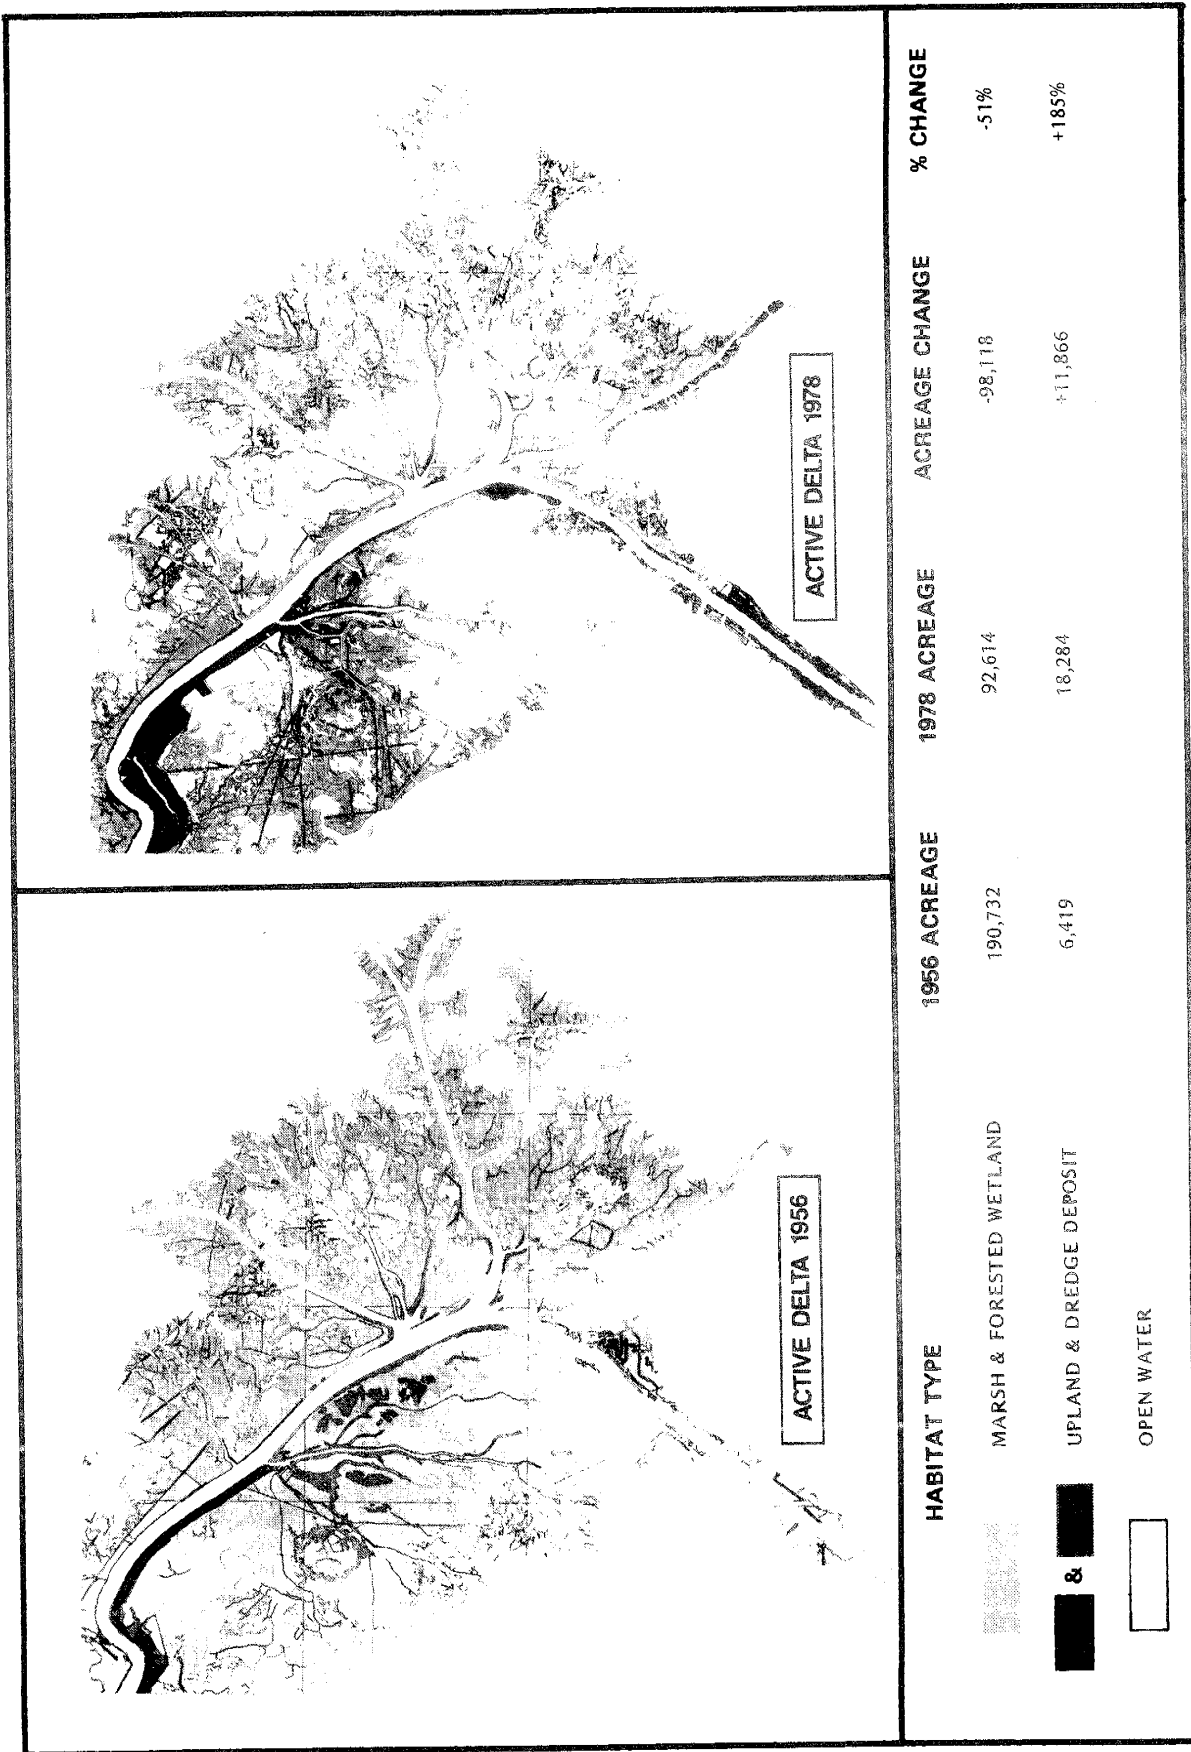 ACTIVE DELTA 1956
ACTIVE DELTA 1978
HABITAT TYPE 1956 ACREAGE 1978 ACREAGE ACREAGE CHANGE % CHANGE
MARSH & FORESTED WETLAND 190,732 92,614 -98,118 -51%
& UPLAND & DREDGE DEPOSIT 6,419 18,284 +11,866 +185%
OPEN WATER